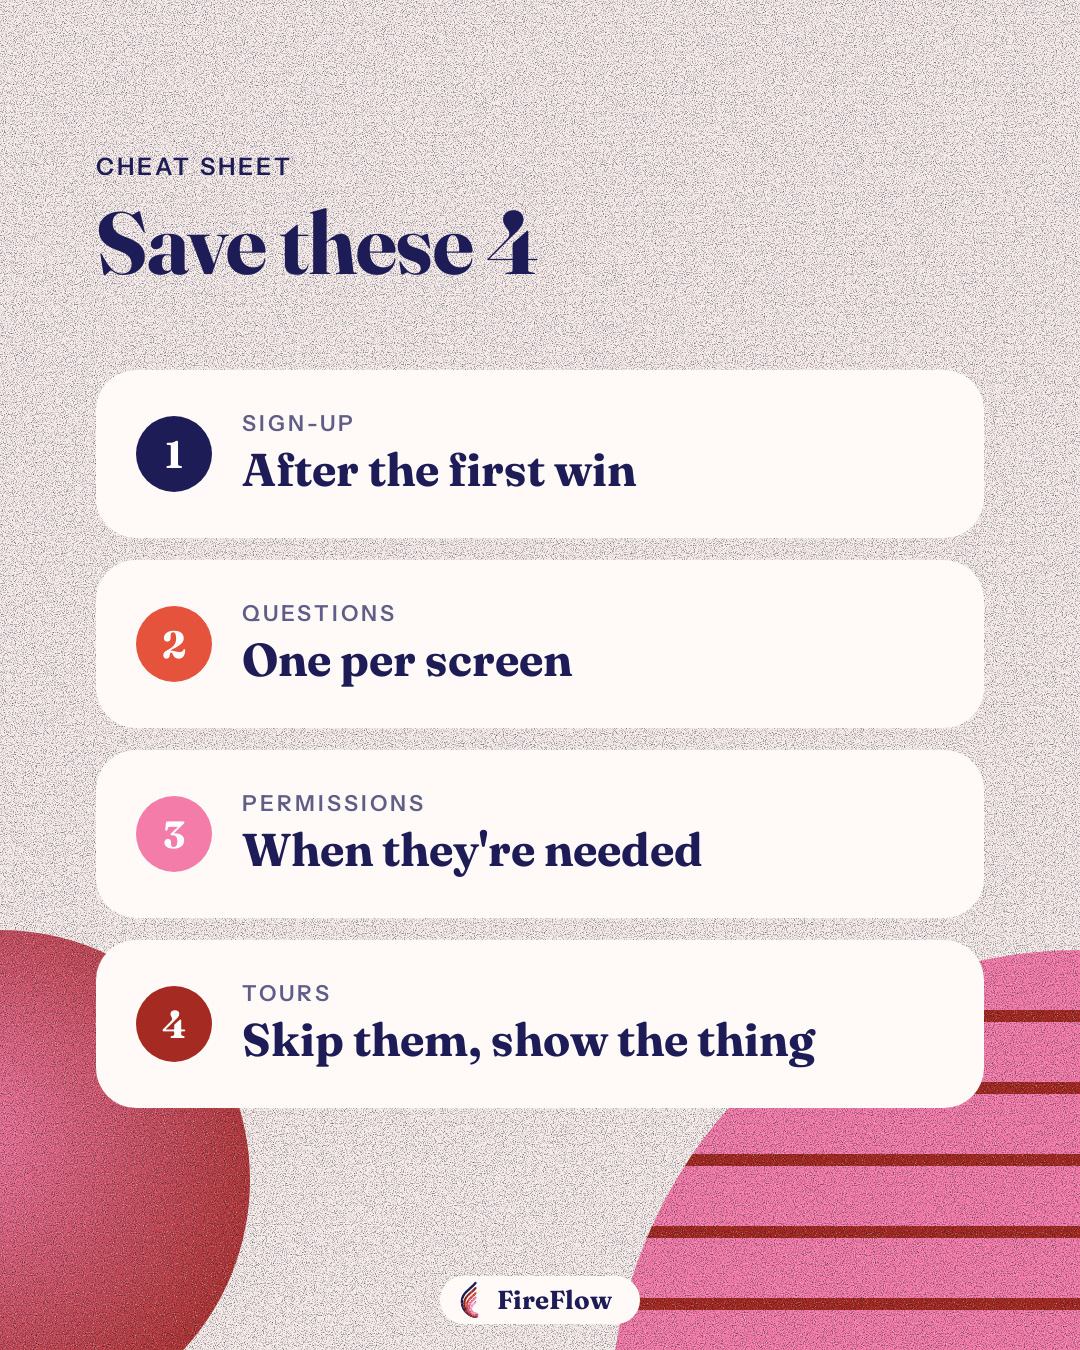 CHEAT SHEET
Save these 4
1
SIGN-UP
After the first win
2
QUESTIONS
One per screen
3
PERMISSIONS
When they're needed
4
TOURS
Skip them, show the thing
FireFlow